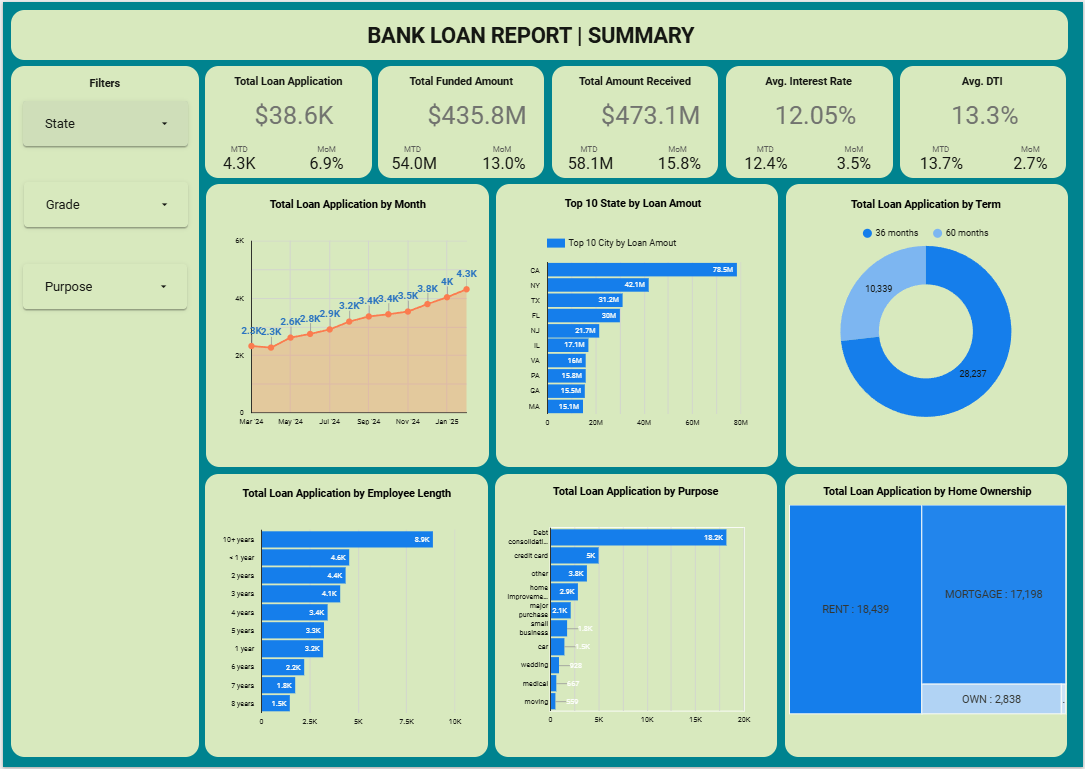 BANK LOAN REPORT | SUMMARY
Filters
State
Grade
Purpose
Total Loan Application
$38.6K
MTD
MoM
4.3K
6.9%
Total Funded Amount
$435.8M
MTD
MoM
54.0M
13.0%
Total Amount Received
$473.1M
MTD
MoM
58.1M
15.8%
Avg. Interest Rate
12.05%
MTD
MoM
12.4%
3.5%
Avg. DTI
13.3%
MTD
MoM
13.7%
2.7%
Total Loan Application by Month
6K
4K
2K
0
2.3K
2.6K
2.8K
2.9K
3.2K
3.4K
3.4K
3.5K
3.8K
4K
4.3K
Mar '24
May '24
Jul '24
Sep '24
Nov '24
Jan '25
Top 10 State by Loan Amout
Top 10 City by Loan Amout
CA 78.5M
NY 42.1M
TX 31.2M
FL 30M
NJ 21.7M
IL 17.1M
VA 16M
PA 15.8M
GA 15.5M
MA 15.1M
0 20M 40M 60M 80M
Total Loan Application by Term
36 months
60 months
10,339
28,237
Total Loan Application by Employee Length
10+ years 8.9K
< 1 year 4.6K
2 years 4.4K
3 years 4.1K
4 years 3.4K
5 years 3.3K
1 year 3.2K
6 years 2.2K
7 years 1.8K
8 years 1.5K
0 2.5K 5K 7.5K 10K
Total Loan Application by Purpose
Debt
consolidati...
18.2K
credit card 5K
other 3.8K
home
improveme...
2.9K
major
purchase
2.1K
small
business
car
wedding
medical
moving
0 5K 10K 15K 20K
Total Loan Application by Home Ownership
RENT : 18,439
MORTGAGE : 17,198
OWN : 2,838